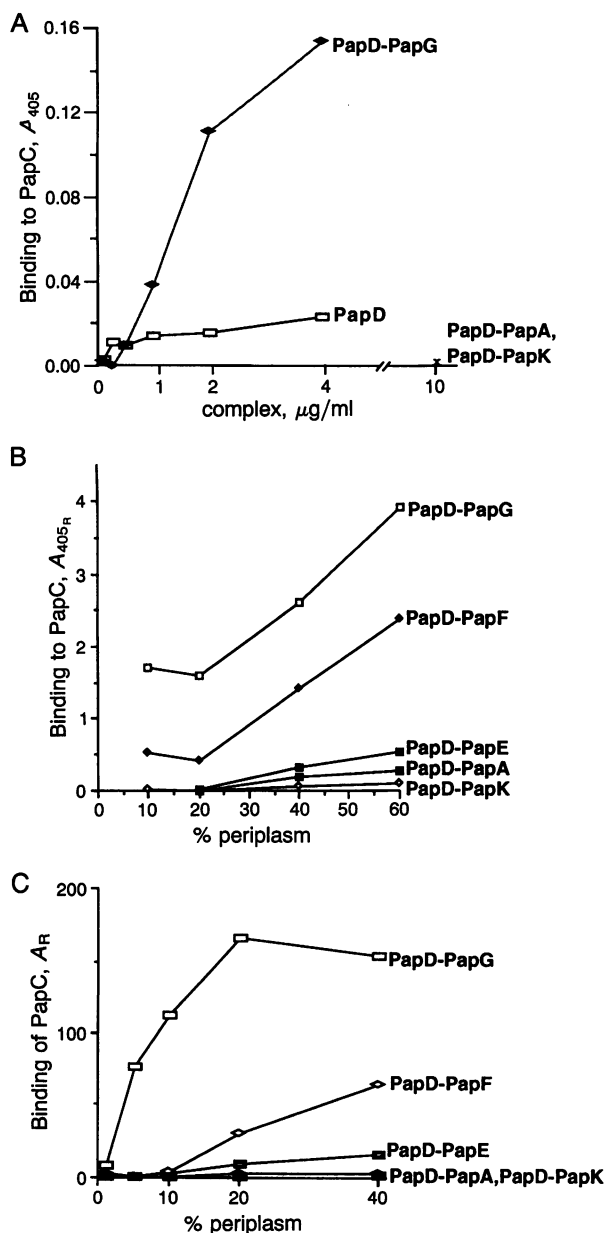 A
0.16
0.12
0.08
0.04
0.00
Binding to PapC, A405
PapD-PapG
PapD
PapD-PapA,
PapD-PapK
0 1 2 4 10
complex, µg/ml
B
4
3
2
1
0
Binding to PapC, A405R
PapD-PapG
PapD-PapF
PapD-PapE
PapD-PapA
PapD-PapK
0 10 20 30 40 50 60
% periplasm
C
200
100
0
Binding of PapC, AR
PapD-PapG
PapD-PapF
PapD-PapE
PapD-PapA,PapD-PapK
0 10 20 40
% periplasm